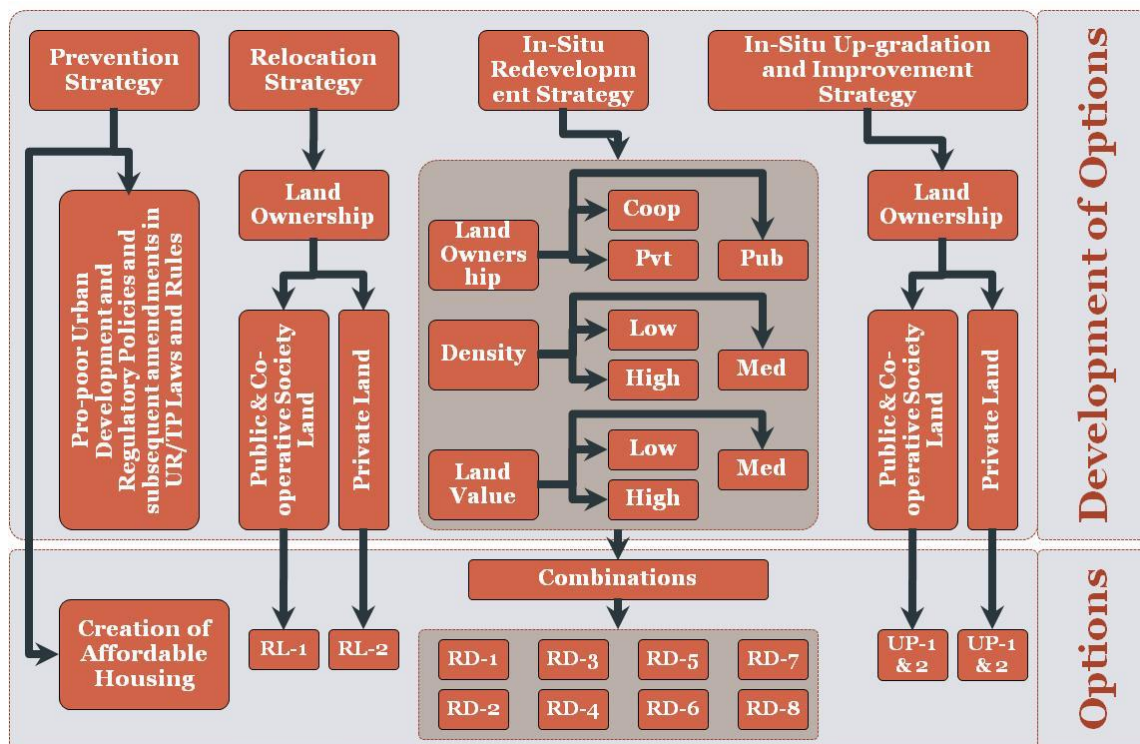 Prevention
Strategy
Relocation
Strategy
In-Situ
Redevelopm
ent Strategy
In-Situ Up-gradation
and Improvement
Strategy
Development of Options
Pro-poor Urban
Development and
Regulatory Policies and
subsequent amendments in
UR/TP Laws and Rules
Land
Ownership
Public & Co-
operative Society
Land
Private Land
Land
Owners
hip
Coop
Pvt
Pub
Density
Low
High
Med
Land
Value
Low
High
Med
Land
Ownership
Public & Co-
operative Society
Land
Private Land
Combinations
Creation of
Affordable
Housing
RL-1
RL-2
RD-1
RD-3
RD-5
RD-7
RD-2
RD-4
RD-6
RD-8
UP-1
& 2
UP-1
& 2
Options